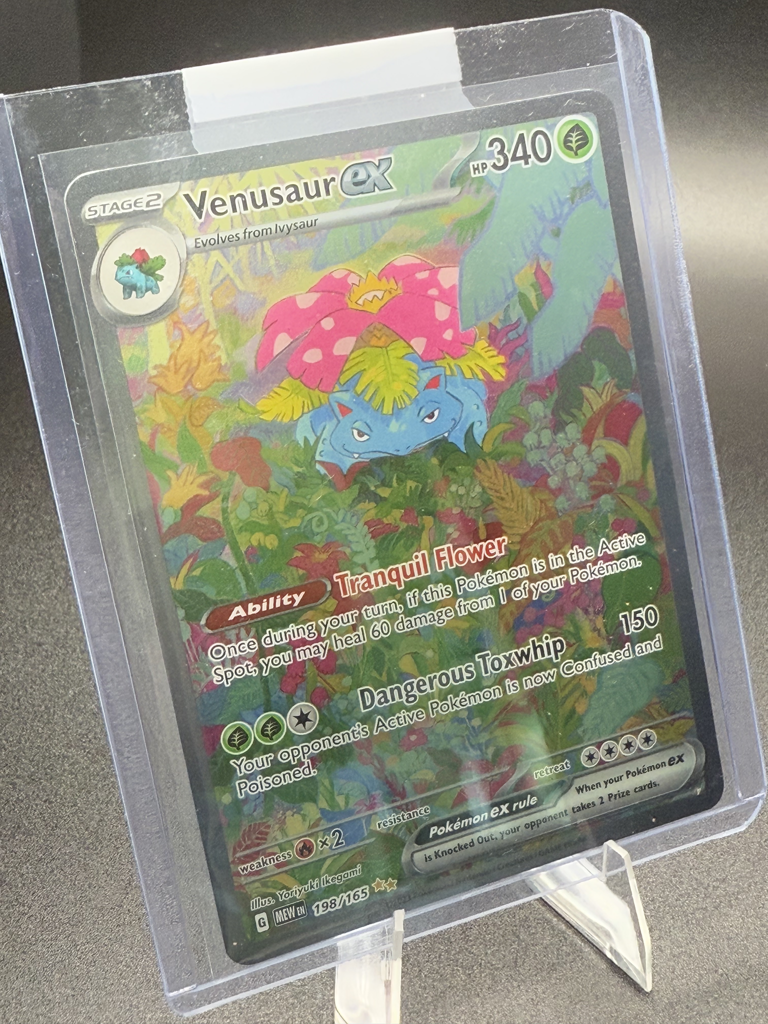 STAGE2 Venusaur ex HP 340
Evolves from Ivysaur
Ability Tranquil Flower
Once during your turn, if this Pokémon is in the Active
Spot, you may heal 60 damage from 1 of your Pokémon.
Dangerous Toxwhip 150
Your opponent's Active Pokémon is now Confused and
Poisoned.
weakness ×2 resistance retreat
Pokémon ex rule When your Pokémon ex
is Knocked Out, your opponent takes 2 Prize cards.
Illus. Yoriyuki Ikegami
G MEW EN 198/165